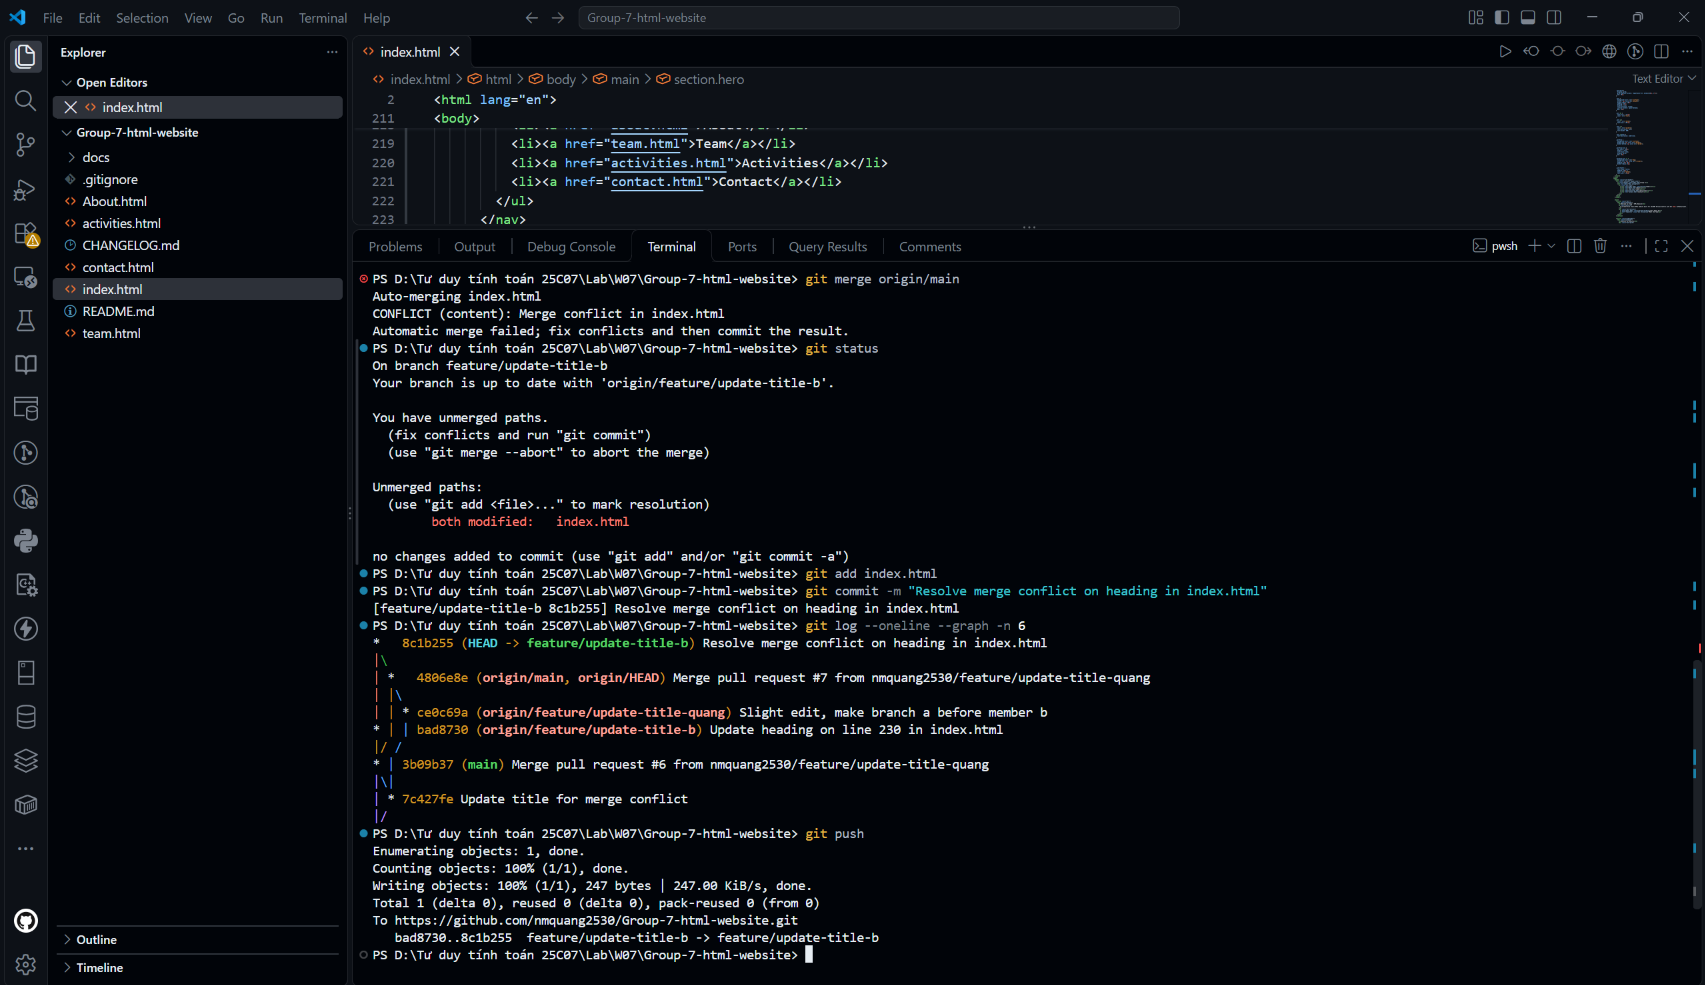 File Edit Selection View Go Run Terminal Help
Group-7-html-website
Explorer
Open Editors
index.html
Group-7-html-website
docs
.gitignore
About.html
activities.html
CHANGELOG.md
contact.html
index.html
README.md
team.html
Outline
Timeline
index.html
index.html > html > body > main > section.hero
Text Editor
2 <html lang="en">
211 <body>
219 <li><a href="team.html">Team</a></li>
220 <li><a href="activities.html">Activities</a></li>
221 <li><a href="contact.html">Contact</a></li>
222 </ul>
223 </nav>
Problems Output Debug Console Terminal Ports Query Results Comments
pwsh
PS D:\Tư duy tính toán 25C07\Lab\W07\Group-7-html-website> git merge origin/main
Auto-merging index.html
CONFLICT (content): Merge conflict in index.html
Automatic merge failed; fix conflicts and then commit the result.
PS D:\Tư duy tính toán 25C07\Lab\W07\Group-7-html-website> git status
On branch feature/update-title-b
Your branch is up to date with 'origin/feature/update-title-b'.
You have unmerged paths.
(fix conflicts and run "git commit")
(use "git merge --abort" to abort the merge)
Unmerged paths:
(use "git add <file>..." to mark resolution)
both modified: index.html
no changes added to commit (use "git add" and/or "git commit -a")
PS D:\Tư duy tính toán 25C07\Lab\W07\Group-7-html-website> git add index.html
PS D:\Tư duy tính toán 25C07\Lab\W07\Group-7-html-website> git commit -m "Resolve merge conflict on heading in index.html"
[feature/update-title-b 8c1b255] Resolve merge conflict on heading in index.html
PS D:\Tư duy tính toán 25C07\Lab\W07\Group-7-html-website> git log --oneline --graph -n 6
*   8c1b255 (HEAD -> feature/update-title-b) Resolve merge conflict on heading in index.html
|\
| *   4806e8e (origin/main, origin/HEAD) Merge pull request #7 from nmquang2530/feature/update-title-quang
| |\
| | * ce0c69a (origin/feature/update-title-quang) Slight edit, make branch a before member b
* | | bad8730 (origin/feature/update-title-b) Update heading on line 230 in index.html
|/ /
* | 3b09b37 (main) Merge pull request #6 from nmquang2530/feature/update-title-quang
|\|
| * 7c427fe Update title for merge conflict
|/
PS D:\Tư duy tính toán 25C07\Lab\W07\Group-7-html-website> git push
Enumerating objects: 1, done.
Counting objects: 100% (1/1), done.
Writing objects: 100% (1/1), 247 bytes | 247.00 KiB/s, done.
Total 1 (delta 0), reused 0 (delta 0), pack-reused 0 (from 0)
To https://github.com/nmquang2530/Group-7-html-website.git
bad8730..8c1b255  feature/update-title-b -> feature/update-title-b
PS D:\Tư duy tính toán 25C07\Lab\W07\Group-7-html-website>